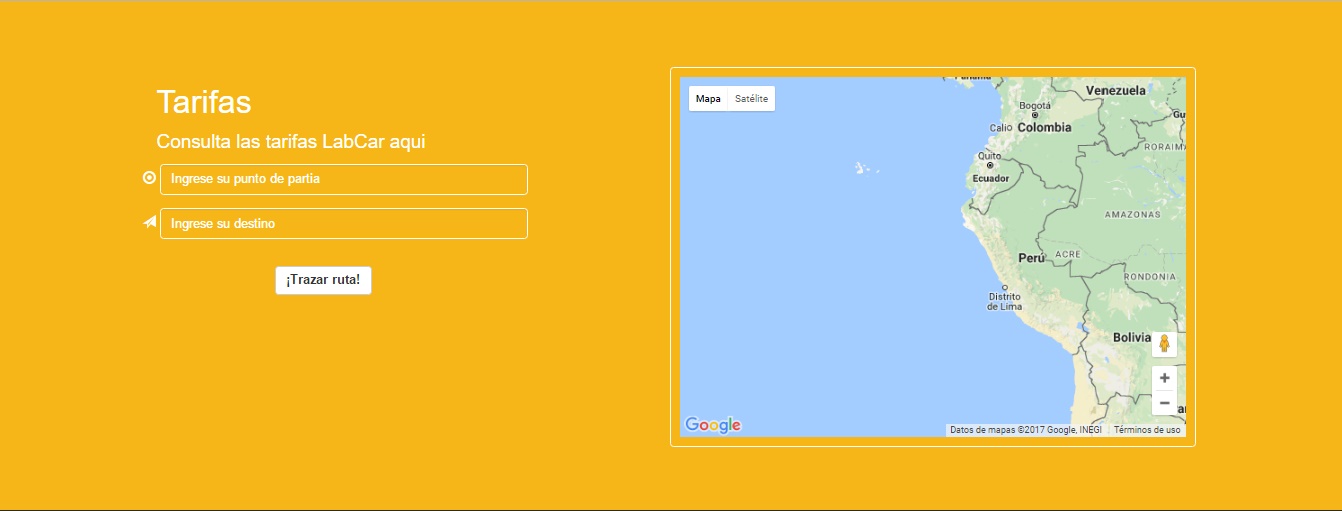 Tarifas
Consulta las tarifas LabCar aqui
Ingrese su punto de partia
Ingrese su destino
¡Trazar ruta!
Mapa Satélite
Panamá
Venezuela
Bogotá
Calio Colombia
Gu
RORAIMA
Quito
Ecuador
AMAZONAS
Perú ACRE
RONDONIA
Distrito
de Lima
Bolivia
Google
Datos de mapas ©2017 Google, INEGI Términos de uso